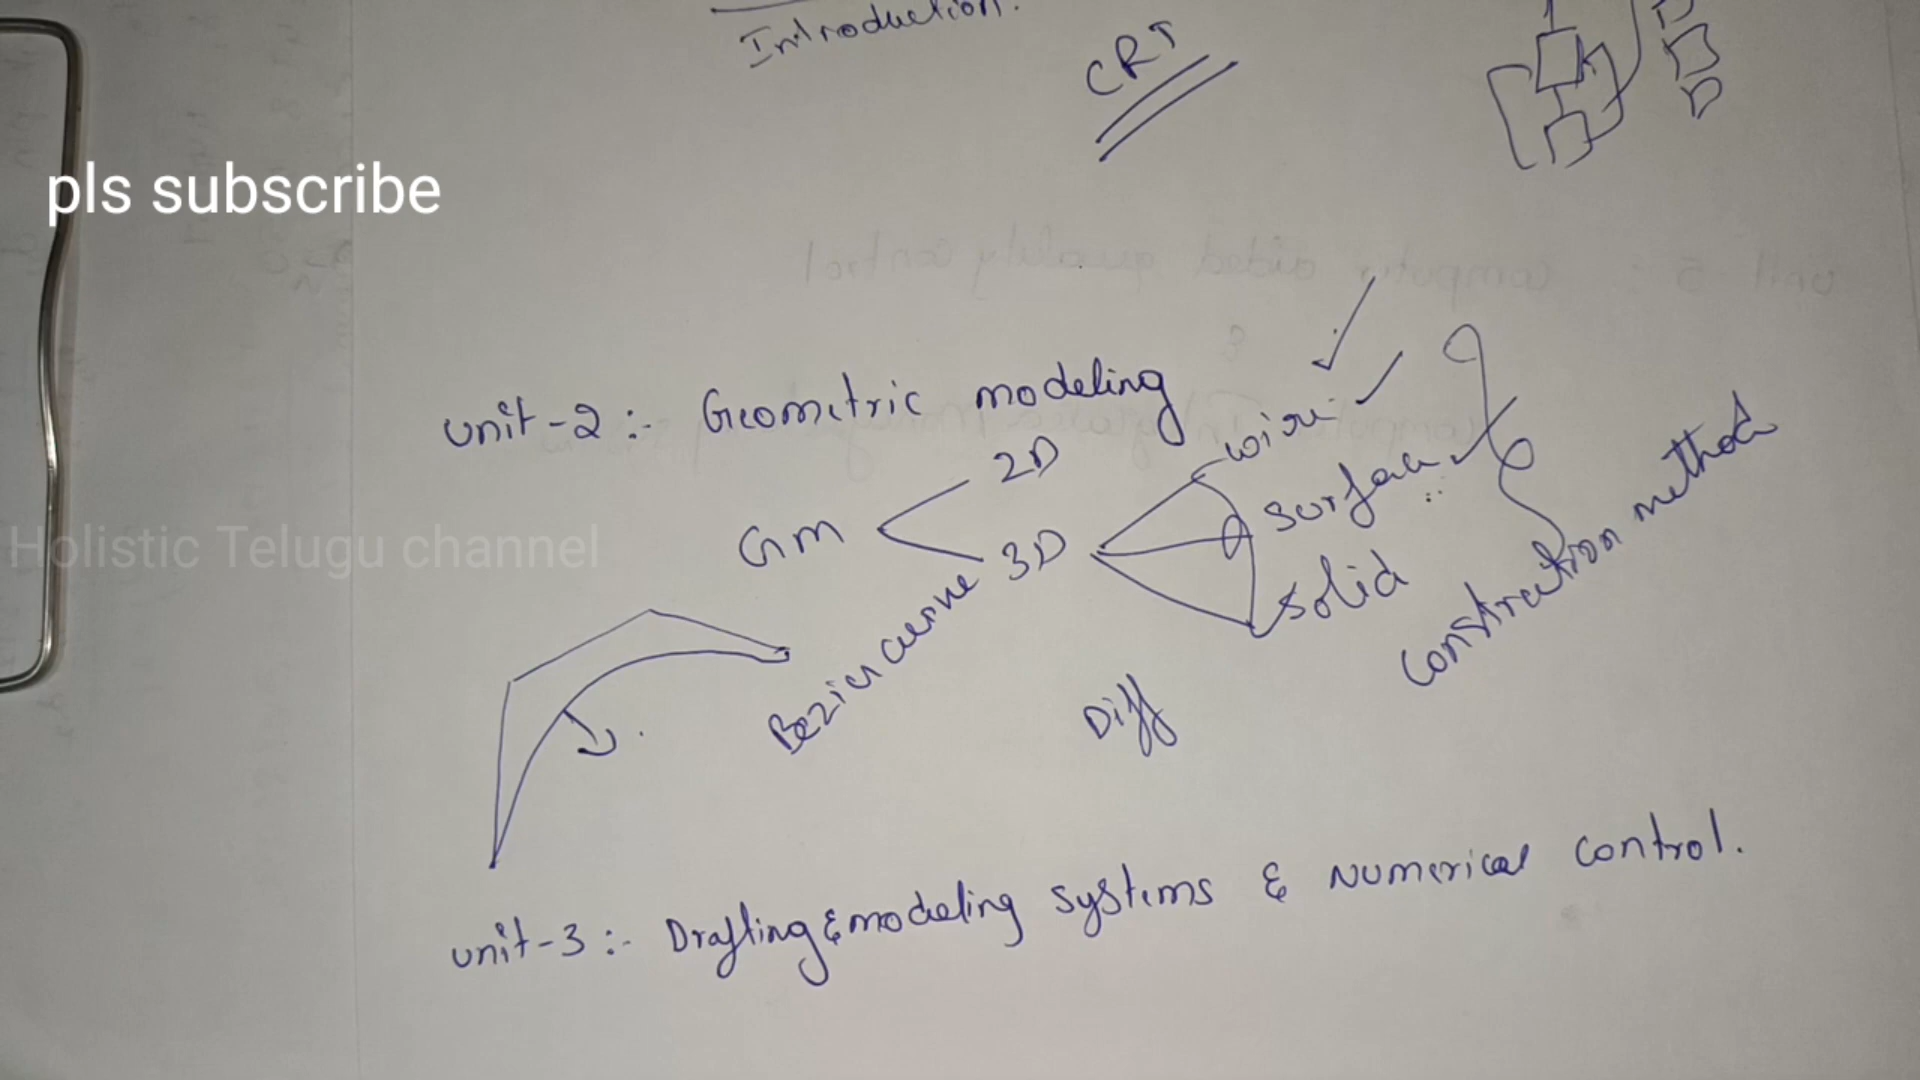 Introduction.
CRT
pls subscribe
unit-2 :- Geometric modeling
2D
wire
Gm
3D
surface
solid
Holistic Telugu channel
Bezier curve
Construction methods
Diff
unit-3 :- Drafting & modeling systems & Numerical control.